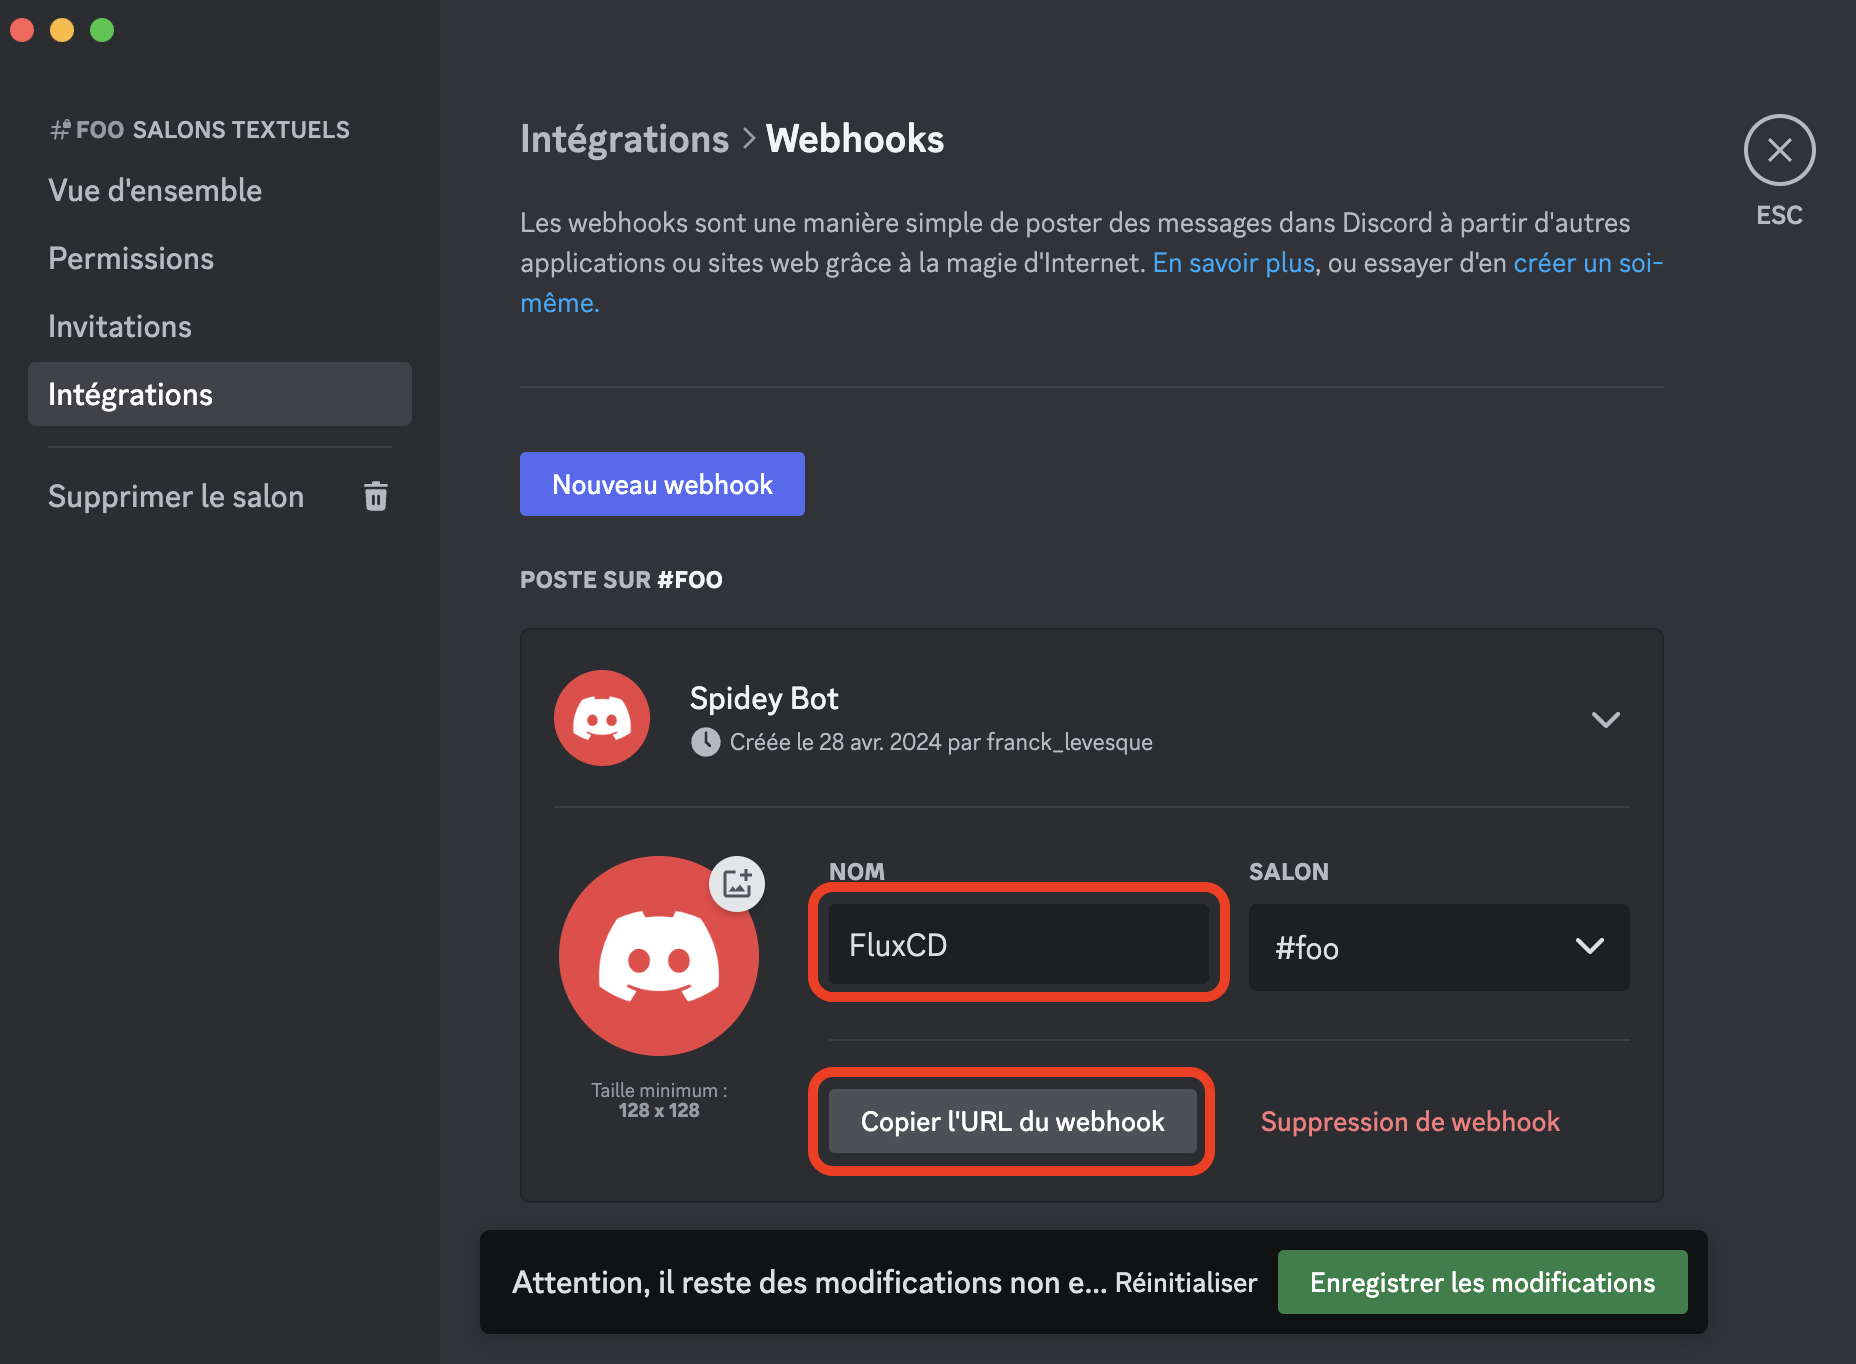 #FOO SALONS TEXTUELS
Vue d'ensemble
Permissions
Invitations
Intégrations
Supprimer le salon
Intégrations > Webhooks
Les webhooks sont une manière simple de poster des messages dans Discord à partir d'autres
applications ou sites web grâce à la magie d'Internet. En savoir plus, ou essayer d'en créer un soi-
même.
ESC
Nouveau webhook
POSTE SUR #FOO
Spidey Bot
Créée le 28 avr. 2024 par franck_levesque
NOM
FluxCD
SALON
#foo
Taille minimum :
128 x 128
Copier l'URL du webhook
Suppression de webhook
Attention, il reste des modifications non e... Réinitialiser
Enregistrer les modifications